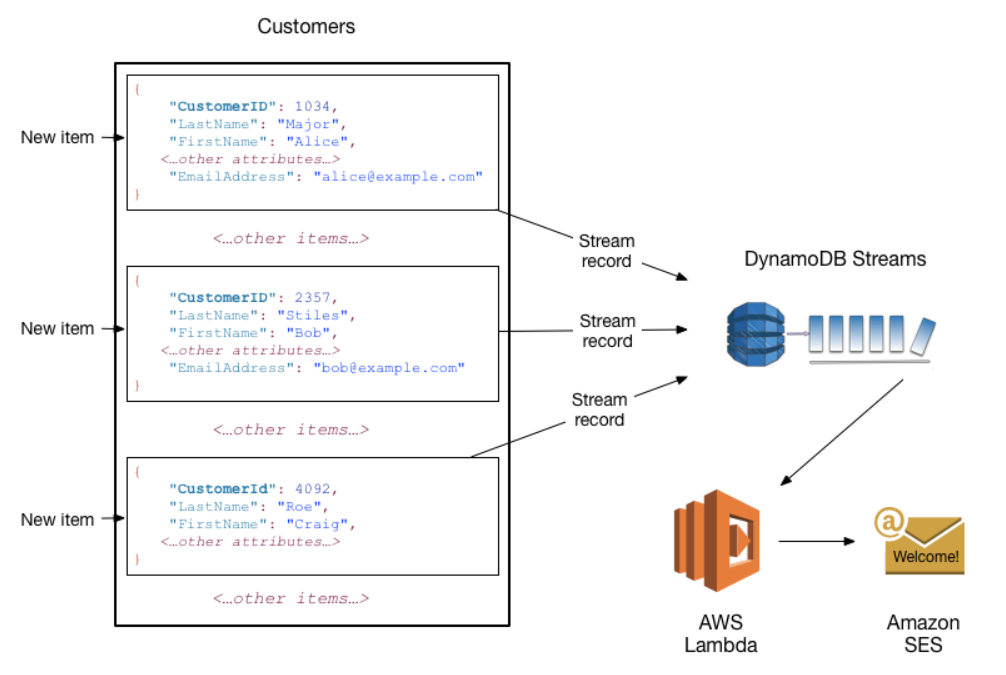 Customers
New item
{
"CustomerID": 1034,
"LastName": "Major",
"FirstName": "Alice",
<…other attributes…>
"EmailAddress": "alice@example.com"
}
<…other items…>
New item
{
"CustomerID": 2357,
"LastName": "Stiles",
"FirstName": "Bob",
<…other attributes…>
"EmailAddress": "bob@example.com"
}
<…other items…>
New item
{
"CustomerId": 4092,
"LastName": "Roe",
"FirstName": "Craig",
<…other attributes…>
}
<…other items…>
Stream
record
Stream
record
Stream
record
DynamoDB Streams
AWS
Lambda
@
Welcome!
Amazon
SES